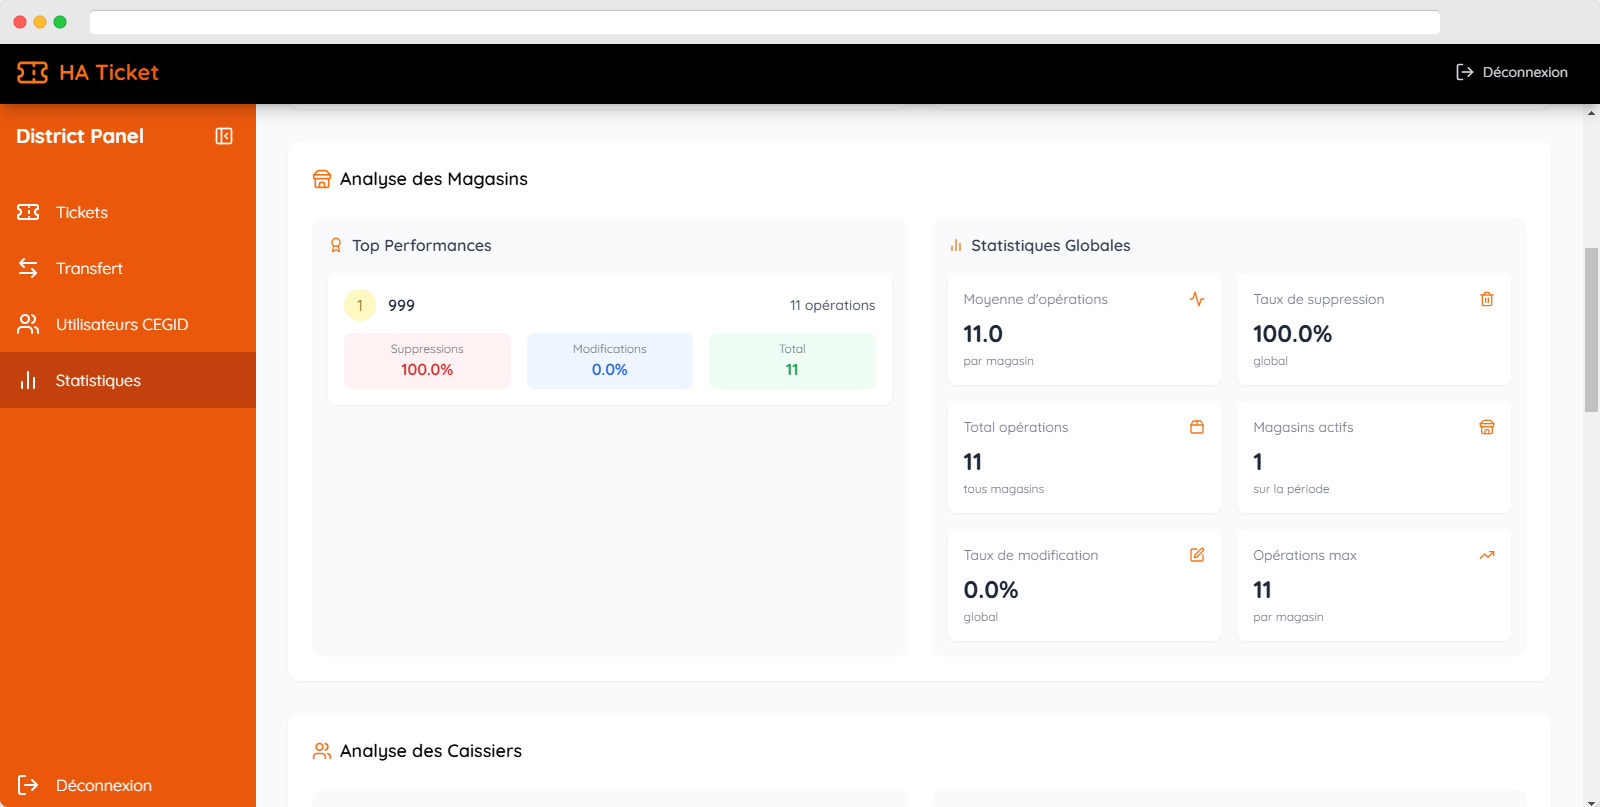 HA Ticket
Déconnexion
District Panel
Tickets
Transfert
Utilisateurs CEGID
Statistiques
Déconnexion
Analyse des Magasins
Top Performances
1 999 11 opérations
Suppressions Modifications Total
100.0% 0.0% 11
Statistiques Globales
Moyenne d'opérations
11.0
par magasin
Taux de suppression
100.0%
global
Total opérations
11
tous magasins
Magasins actifs
1
sur la période
Taux de modification
0.0%
global
Opérations max
11
par magasin
Analyse des Caissiers